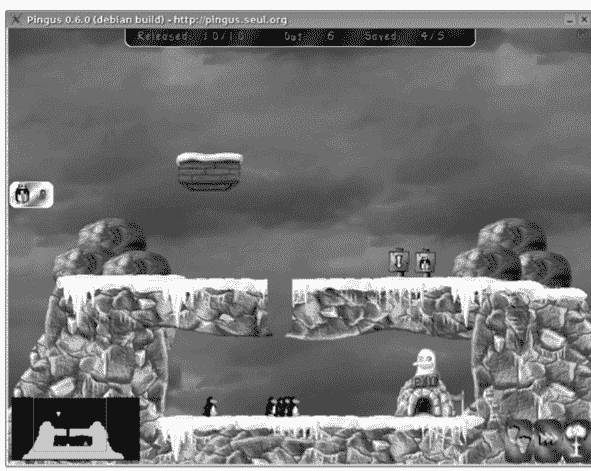 Pingus 0.6.0 (debian build) - http://pingus.seul.org
Released: 10/10 Out: 6 Saved: 4/5
EXIT